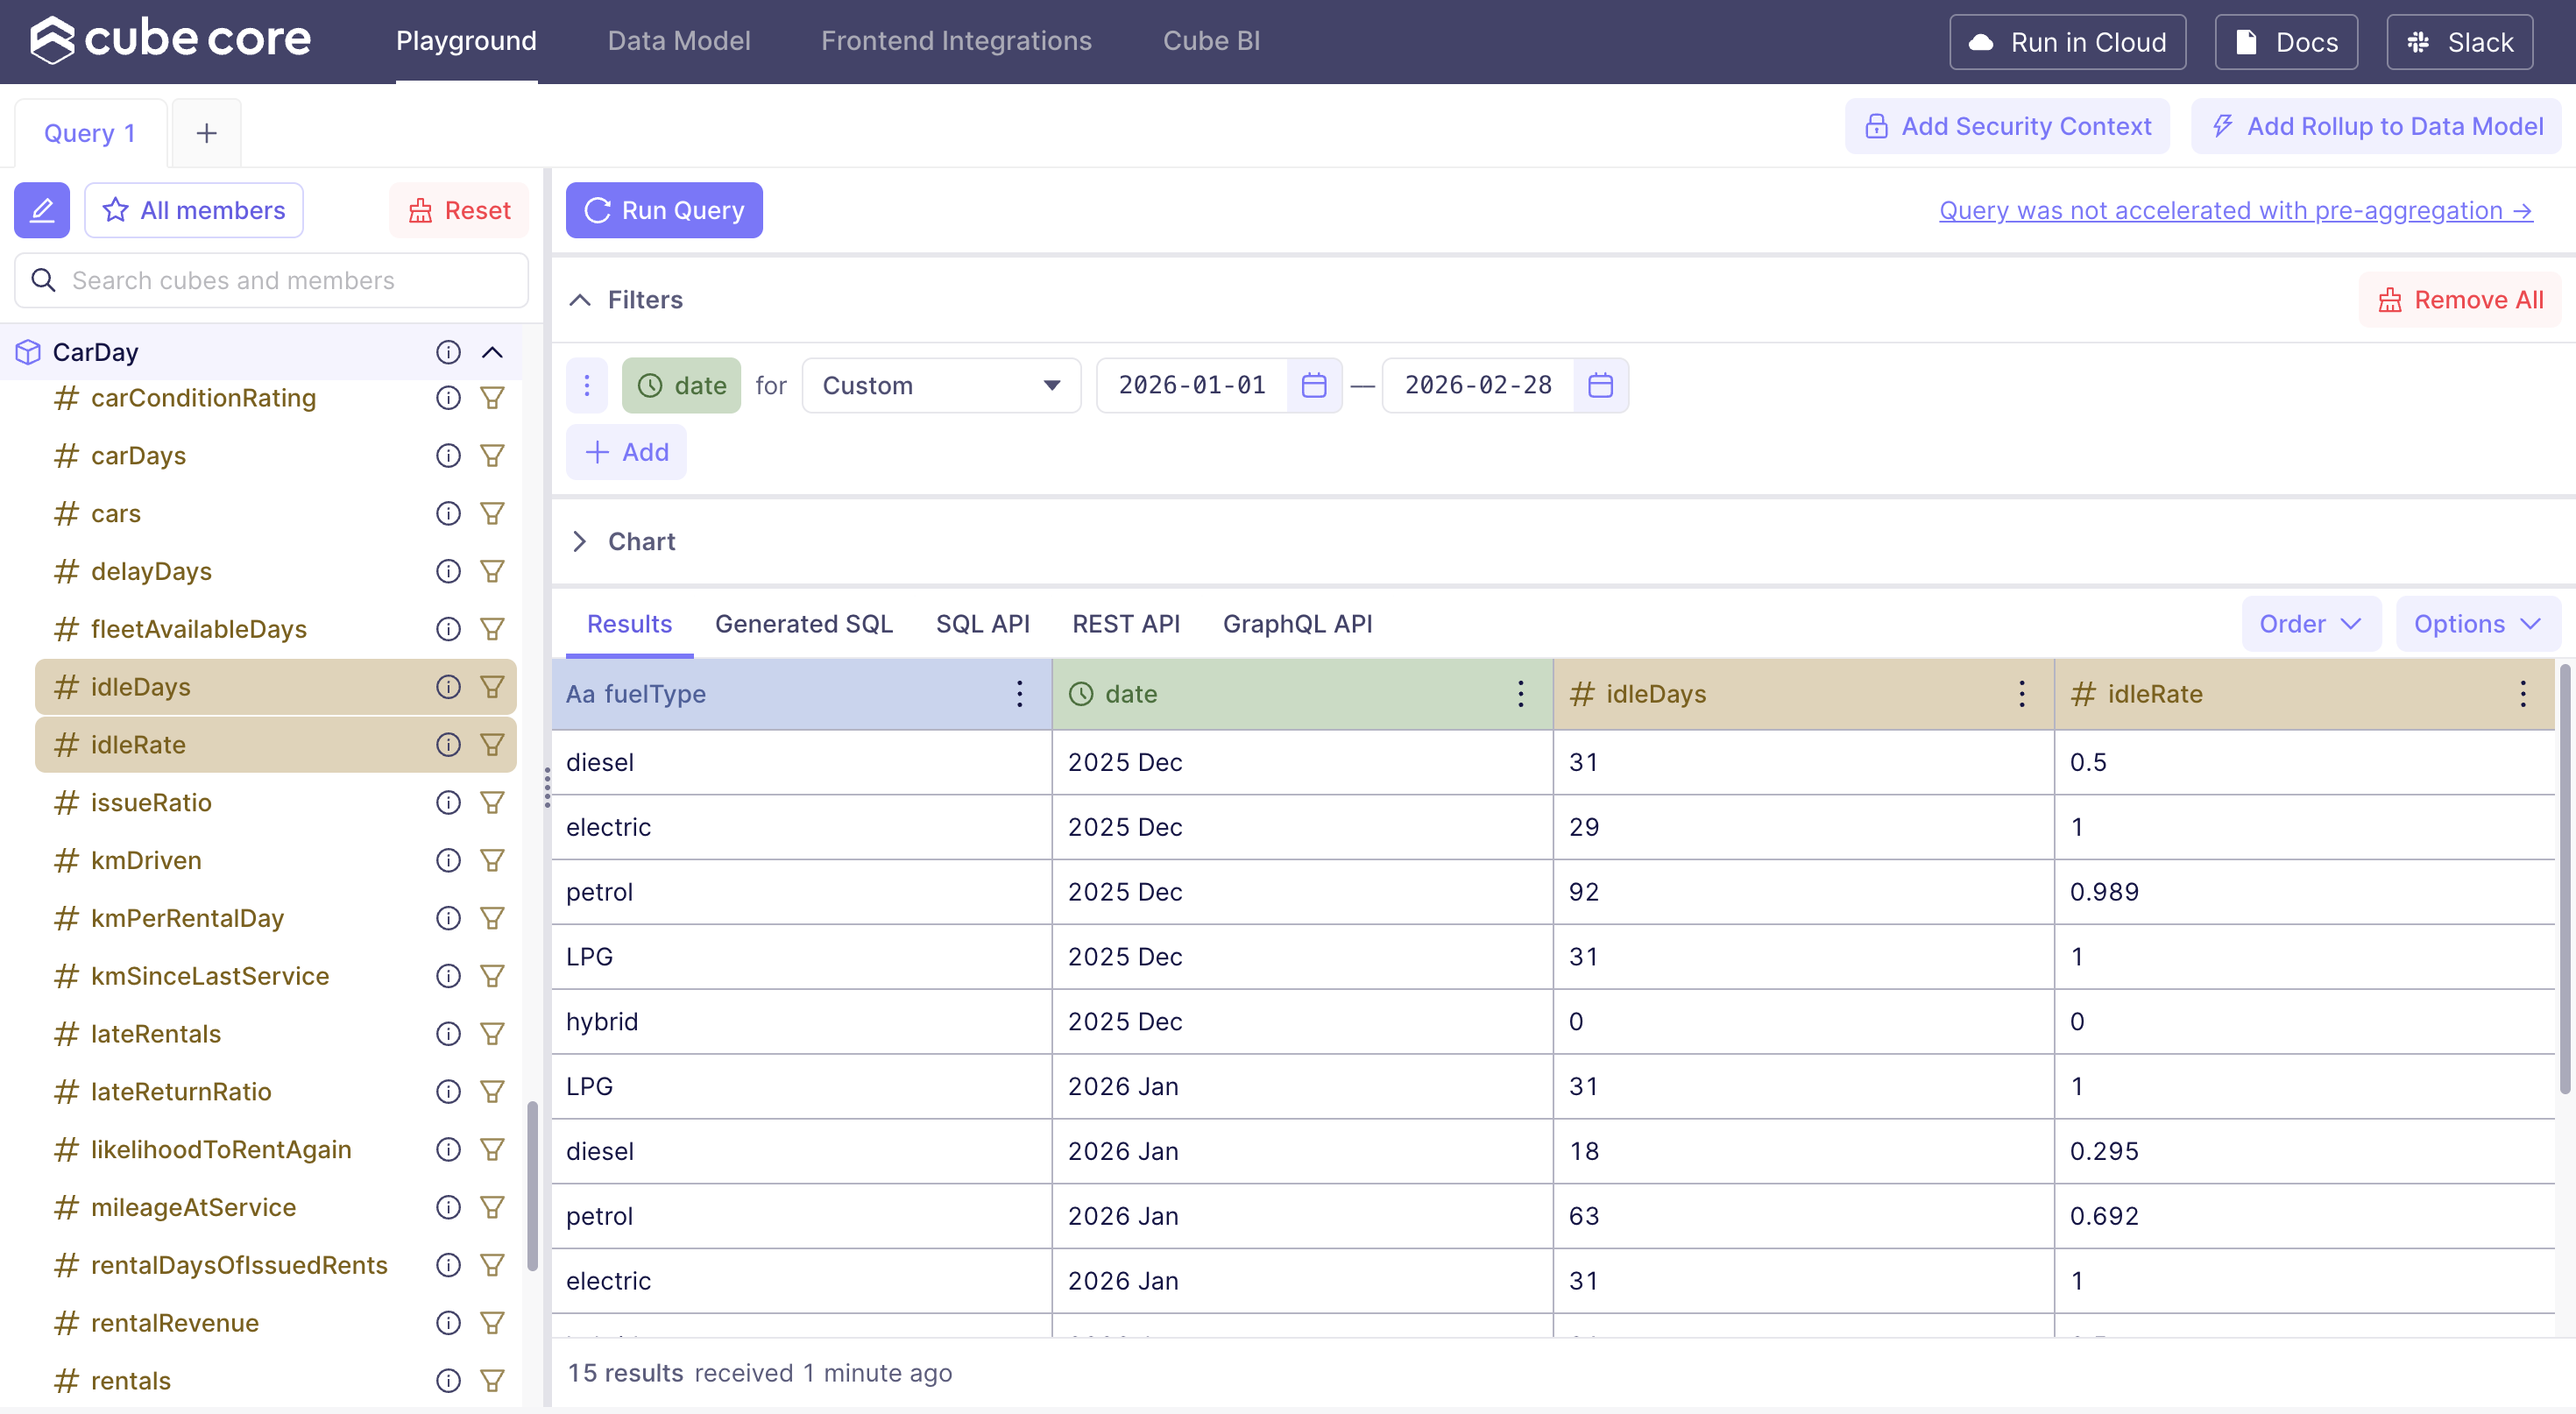 cube core Playground Data Model Frontend Integrations Cube BI Run in Cloud Docs Slack
Query 1 + Add Security Context Add Rollup to Data Model
All members Reset Run Query Query was not accelerated with pre-aggregation →
Search cubes and members
Filters Remove All
CarDay
date for Custom 2026-01-01 — 2026-02-28
+ Add
Chart
# carConditionRating
# carDays
# cars
# delayDays
# fleetAvailableDays
# idleDays
# idleRate
# issueRatio
# kmDriven
# kmPerRentalDay
# kmSinceLastService
# lateRentals
# lateReturnRatio
# likelihoodToRentAgain
# mileageAtService
# rentalDaysOfIssuedRents
# rentalRevenue
# rentals
Results Generated SQL SQL API REST API GraphQL API Order Options
Aa fuelType date # idleDays # idleRate
diesel 2025 Dec 31 0.5
electric 2025 Dec 29 1
petrol 2025 Dec 92 0.989
LPG 2025 Dec 31 1
hybrid 2025 Dec 0 0
LPG 2026 Jan 31 1
diesel 2026 Jan 18 0.295
petrol 2026 Jan 63 0.692
electric 2026 Jan 31 1
15 results received 1 minute ago